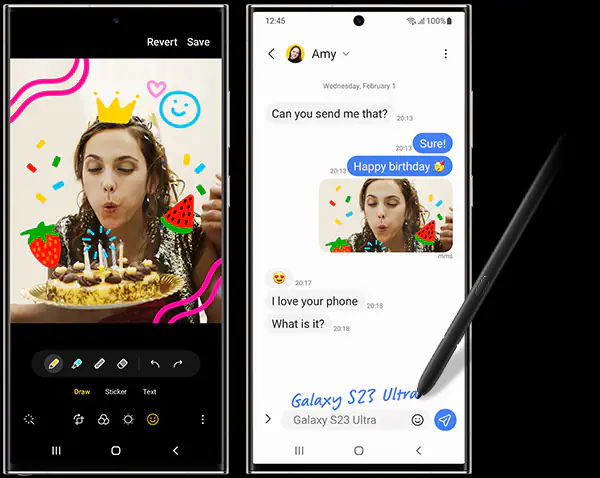 Revert Save
Draw Sticker Text
12:45 100%
Amy
Wednesday, February 1
Can you send me that? 20:13
Sure!
20:13 Happy birthday 🥳
mms
😍 20:17
I love your phone 20:18
What is it? 20:18
Galaxy S23 Ultra
Galaxy S23 Ultra